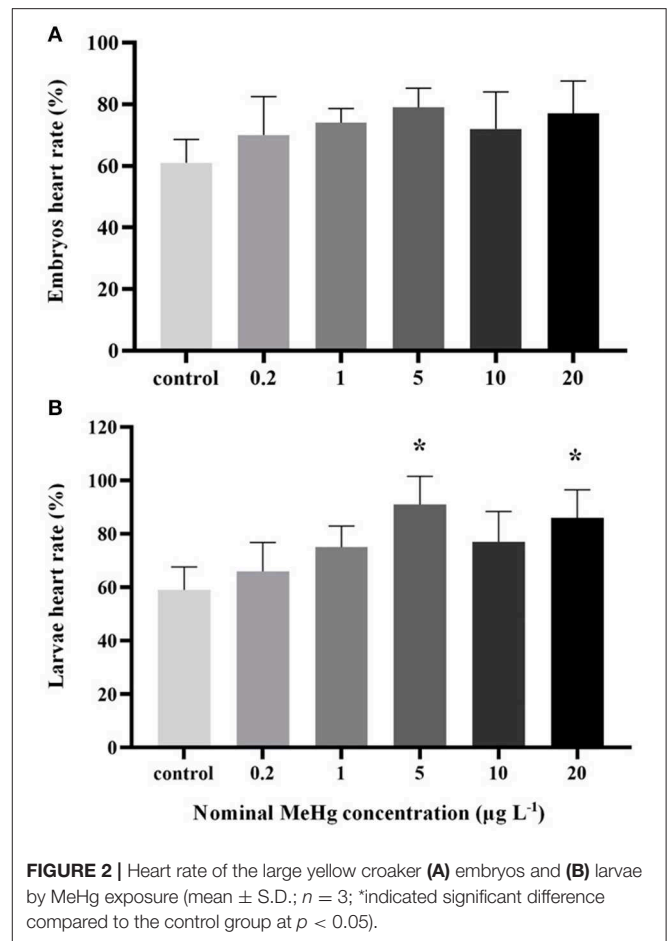 A
Embryos heart rate (%)
100
80
60
40
20
0
control 0.2 1 5 10 20
B
Larvae heart rate (%)
120
100
80
60
40
20
0
* *
control 0.2 1 5 10 20
Nominal MeHg concentration (µg L⁻¹)
FIGURE 2 | Heart rate of the large yellow croaker (A) embryos and (B) larvae
by MeHg exposure (mean ± S.D.; n = 3; *indicated significant difference
compared to the control group at p < 0.05).